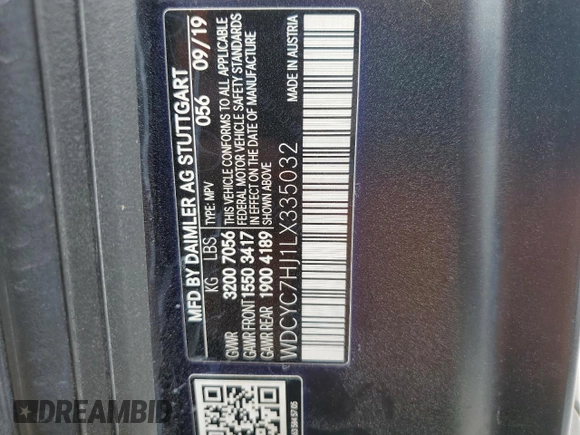 MFD BY DAIMLER AG STUTTGART
056 09/19
KG LBS TYPE: MPV
GVWR 3200 7056
GAWR FRONT 1550 3417
GAWR REAR 1900 4189
THIS VEHICLE CONFORMS TO ALL APPLICABLE
FEDERAL MOTOR VEHICLE SAFETY STANDARDS
IN EFFECT ON THE DATE OF MANUFACTURE
SHOWN ABOVE
MADE IN AUSTRIA
WDCYC7HJ1LX335032
DREAMBID